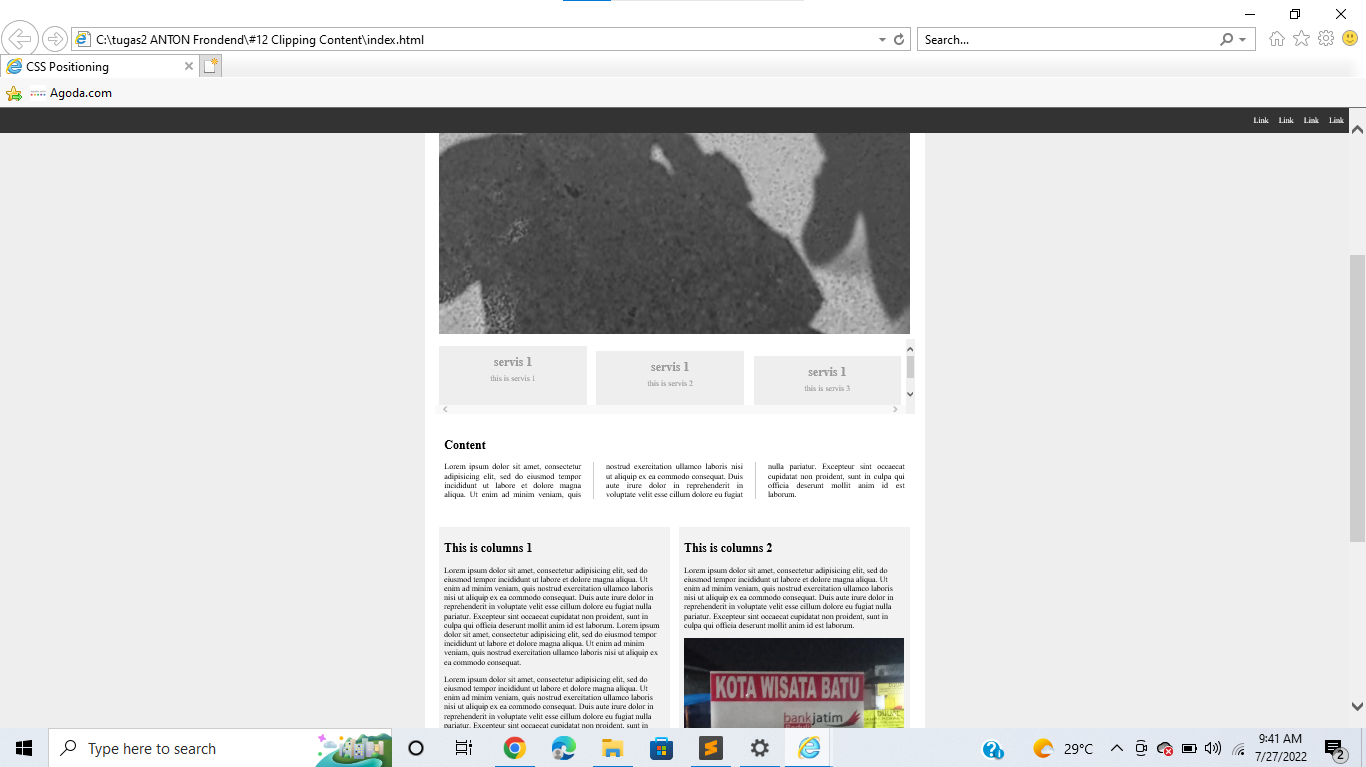 C:\tugas2 ANTON Frondend\#12 Clipping Content\index.html
Search...
CSS Positioning
Agoda.com
Link Link Link Link
servis 1
this is servis 1
servis 1
this is servis 2
servis 1
this is servis 3
Content
Lorem ipsum dolor sit amet, consectetur
adipisicing elit, sed do eiusmod tempor
incididunt ut labore et dolore magna
aliqua. Ut enim ad minim veniam, quis
nostrud exercitation ullamco laboris nisi
ut aliquip ex ea commodo consequat. Duis
aute irure dolor in reprehenderit in
voluptate velit esse cillum dolore eu fugiat
nulla pariatur. Excepteur sint occaecat
cupidatat non proident, sunt in culpa qui
officia deserunt mollit anim id est
laborum.
This is columns 1
Lorem ipsum dolor sit amet, consectetur adipisicing elit, sed do
eiusmod tempor incididunt ut labore et dolore magna aliqua. Ut
enim ad minim veniam, quis nostrud exercitation ullamco laboris
nisi ut aliquip ex ea commodo consequat. Duis aute irure dolor in
reprehenderit in voluptate velit esse cillum dolore eu fugiat nulla
pariatur. Excepteur sint occaecat cupidatat non proident, sunt in
culpa qui officia deserunt mollit anim id est laborum. Lorem ipsum
dolor sit amet, consectetur adipisicing elit, sed do eiusmod tempor
incididunt ut labore et dolore magna aliqua. Ut enim ad minim
veniam, quis nostrud exercitation ullamco laboris nisi ut aliquip ex
ea commodo consequat.
Lorem ipsum dolor sit amet, consectetur adipisicing elit, sed do
eiusmod tempor incididunt ut labore et dolore magna aliqua. Ut
enim ad minim veniam, quis nostrud exercitation ullamco laboris
nisi ut aliquip ex ea commodo consequat. Duis aute irure dolor in
reprehenderit in voluptate velit esse cillum dolore eu fugiat nulla
pariatur. Excepteur sint occaecat cupidatat non proident, sunt in
This is columns 2
Lorem ipsum dolor sit amet, consectetur adipisicing elit, sed do
eiusmod tempor incididunt ut labore et dolore magna aliqua. Ut
enim ad minim veniam, quis nostrud exercitation ullamco laboris
nisi ut aliquip ex ea commodo consequat. Duis aute irure dolor in
reprehenderit in voluptate velit esse cillum dolore eu fugiat nulla
pariatur. Excepteur sint occaecat cupidatat non proident, sunt in
culpa qui officia deserunt mollit anim id est laborum.
KOTA WISATA BATU
bankjatim
Type here to search
29°C
9:41 AM
7/27/2022
2